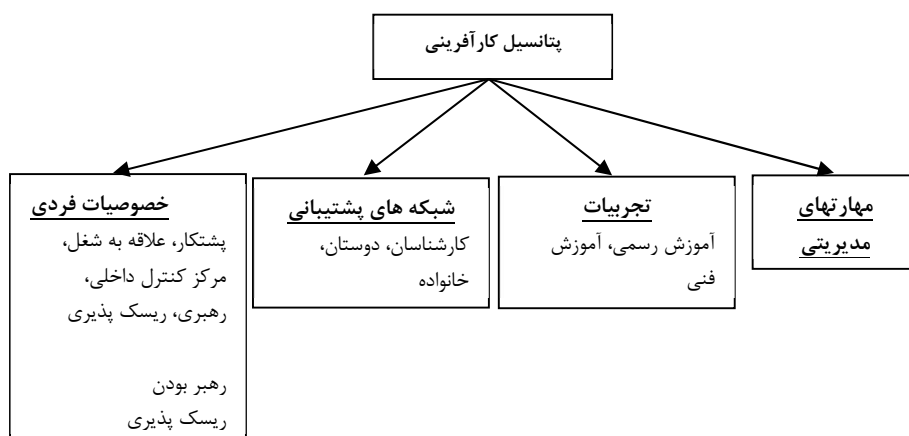 پتانسیل کارآفرینی
مهارتهای
مدیریتی
تجربیات
آموزش رسمی، آموزش
فنی
شبکه های پشتیبانی
کارشناسان، دوستان،
خانواده
خصوصیات فردی
پشتکار، علاقه به شغل،
مرکز کنترل داخلی،
رهبری، ریسک پذیری
رهبر بودن
ریسک پذیری